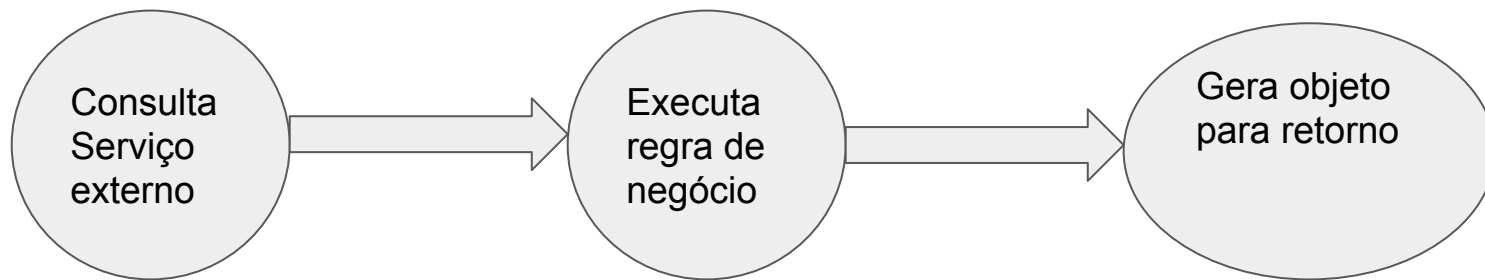 Consulta
Serviço
externo
Executa
regra de
negócio
Gera objeto
para retorno